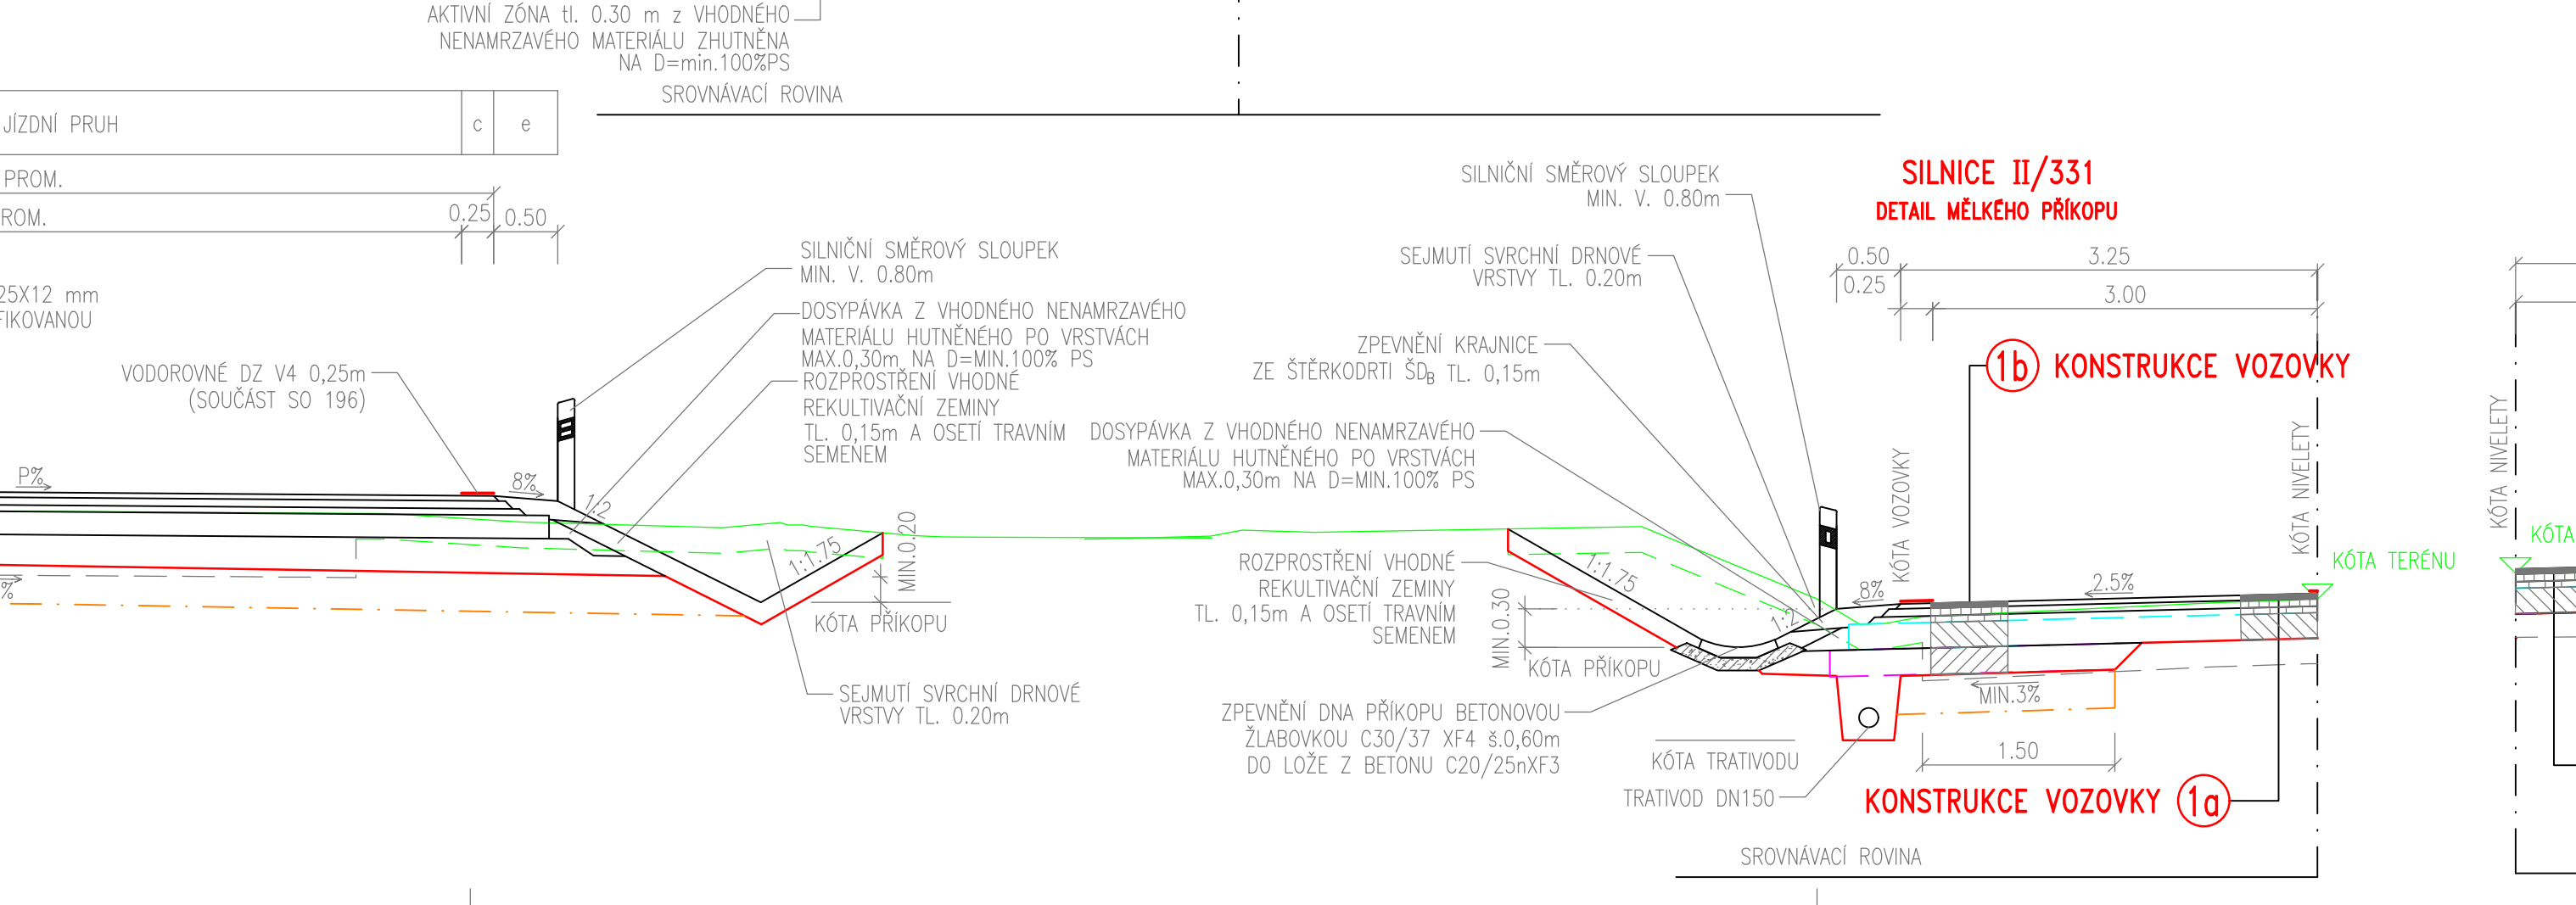 AKTIVNÍ ZÓNA tl. 0.30 m z VHODNÉHO
NENAMRZAVÉHO MATERIÁLU ZHUTNĚNA
NA D=min.100%PS
SROVNÁVACÍ ROVINA
JÍZDNÍ PRUH
c
e
PROM.
ROM.
0.25
0.50
25X12 mm
FIKOVANOU
VODOROVNÉ DZ V4 0,25m
(SOUČÁST SO 196)
P%
8%
1:2
%
SILNIČNÍ SMĚROVÝ SLOUPEK
MIN. V. 0.80m
DOSYPÁVKA Z VHODNÉHO NENAMRZAVÉHO
MATERIÁLU HUTNĚNÉHO PO VRSTVÁCH
MAX.0,30m NA D=MIN.100% PS
ROZPROSTŘENÍ VHODNÉ
REKULTIVAČNÍ ZEMINY
TL. 0,15m A OSETÍ TRAVNÍM
SEMENEM
1:1.75
MIN.0.20
KÓTA PŘÍKOPU
SEJMUTÍ SVRCHNÍ DRNOVÉ
VRSTVY TL. 0.20m
SILNICE II/331
DETAIL MĚLKÉHO PŘÍKOPU
SILNIČNÍ SMĚROVÝ SLOUPEK
MIN. V. 0.80m
SEJMUTÍ SVRCHNÍ DRNOVÉ
VRSTVY TL. 0.20m
ZPEVNĚNÍ KRAJNICE
ZE ŠTĚRKODRTI ŠDB TL. 0,15m
DOSYPÁVKA Z VHODNÉHO NENAMRZAVÉHO
MATERIÁLU HUTNĚNÉHO PO VRSTVÁCH
MAX.0,30m NA D=MIN.100% PS
ROZPROSTŘENÍ VHODNÉ
REKULTIVAČNÍ ZEMINY
TL. 0,15m A OSETÍ TRAVNÍM
SEMENEM
1:1.75
MIN.0.30
KÓTA PŘÍKOPU
1:2
ZPEVNĚNÍ DNA PŘÍKOPU BETONOVOU
ŽLABOVKOU C30/37 XF4 š.0,60m
DO LOŽE Z BETONU C20/25nXF3
0.50
3.25
0.25
3.00
1b KONSTRUKCE VOZOVKY
KÓTA VOZOVKY
KÓTA NIVELETY
8%
2.5%
KÓTA TERÉNU
MIN.3%
1.50
KÓTA TRATIVODU
TRATIVOD DN150
KONSTRUKCE VOZOVKY 1a
SROVNÁVACÍ ROVINA
KÓTA NIVELETY
KÓTA